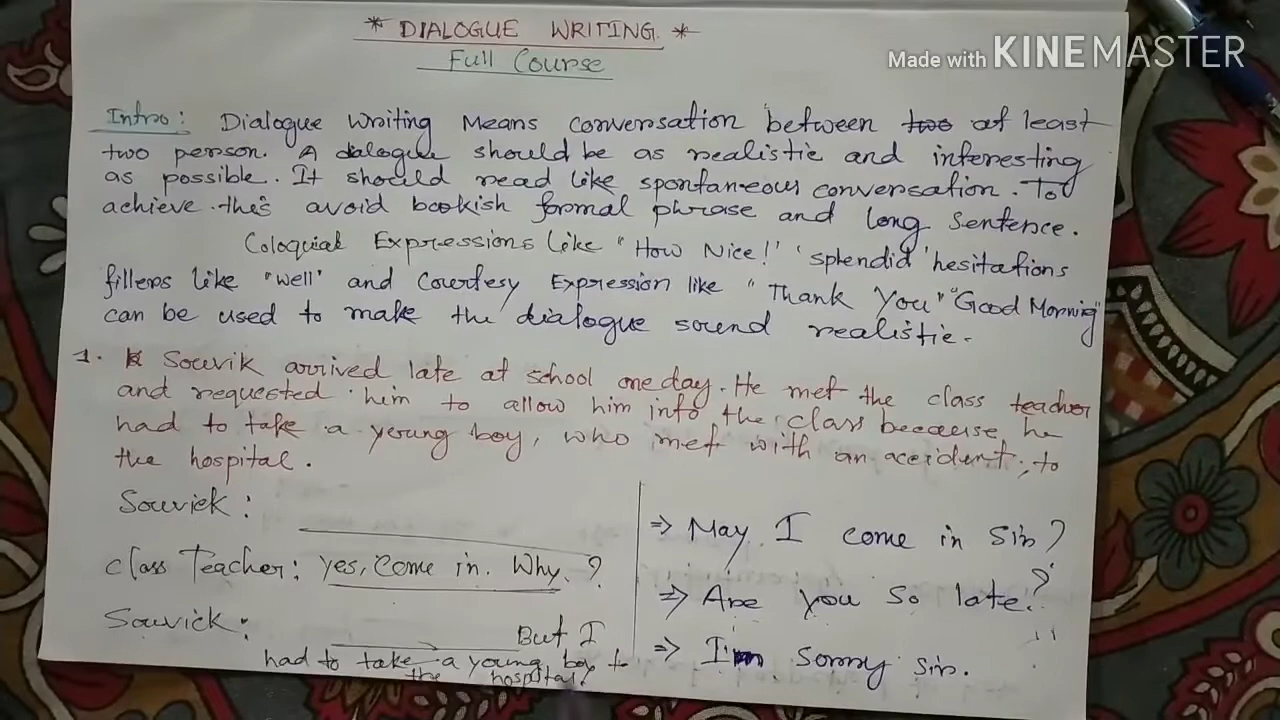 * DIALOGUE WRITING *
Full Course
Made with KINEMASTER
Intro: Dialogue Writing Means conversation between two at least
two person. A dalogue should be as realistic and interesting
as possible. It should read like spontaneous conversation. To
achieve this avoid bookish formal phrase and long sentence.
Coloquial Expressions like "How Nice!' 'splendid' hesitations
fillers like "well" and Courtesy Expression like "Thank You" "Good Morning"
can be used to make the dialogue sound realistic.
1. Souvik arrived late at school one day. He met the class teacher
and requested him to allow him into the class because he
had to take a young boy, who met with an accident, to
the hospital.
Souvick:
Class Teacher: Yes, Come in. Why ?
Souvick: But I
had to take a young boy to
the hospital.
⇒ May I come in Sir?
⇒ Are you so late?
⇒ I'm sorry sir.